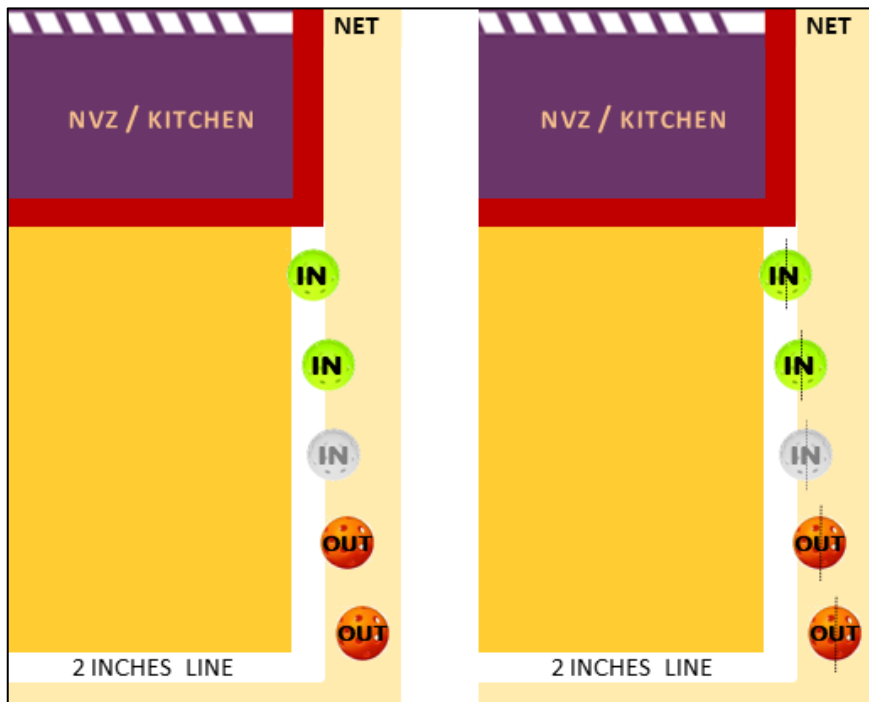 NET
NVZ / KITCHEN
IN
IN
IN
OUT
OUT
2 INCHES LINE
NET
NVZ / KITCHEN
IN
IN
IN
OUT
OUT
2 INCHES LINE